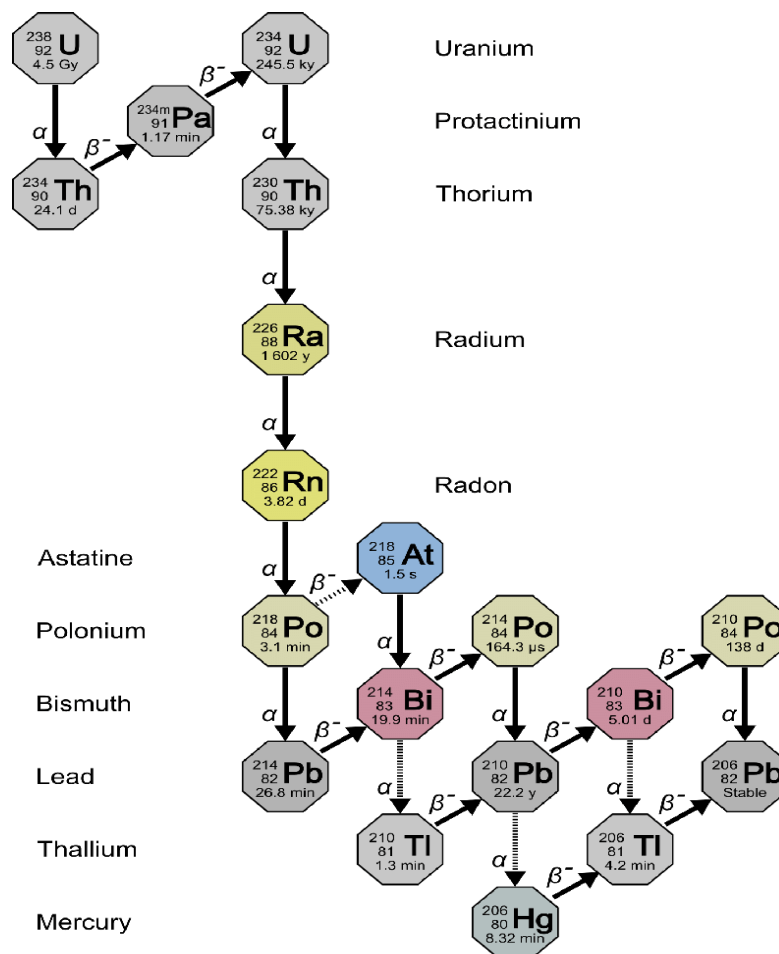 238 92 U 4.5 Gy
234 92 U 245.5 ky
Uranium
β⁻
α
234m 91 Pa 1.17 min
α
Protactinium
β⁻
234 90 Th 24.1 d
230 90 Th 75.38 ky
Thorium
α
226 88 Ra 1 602 y
Radium
α
222 86 Rn 3.82 d
Radon
Astatine
α
β⁻
218 85 At 1.5 s
Polonium
218 84 Po 3.1 min
α
214 84 Po 164.3 µs
210 84 Po 138 d
Bismuth
α
β⁻
214 83 Bi 19.9 min
β⁻
α
β⁻
210 83 Bi 5.01 d
β⁻
α
Lead
214 82 Pb 26.8 min
α
210 82 Pb 22.2 y
α
206 82 Pb Stable
Thallium
210 81 Tl 1.3 min
β⁻
α
206 81 Tl 4.2 min
β⁻
Mercury
206 80 Hg 8.32 min
β⁻